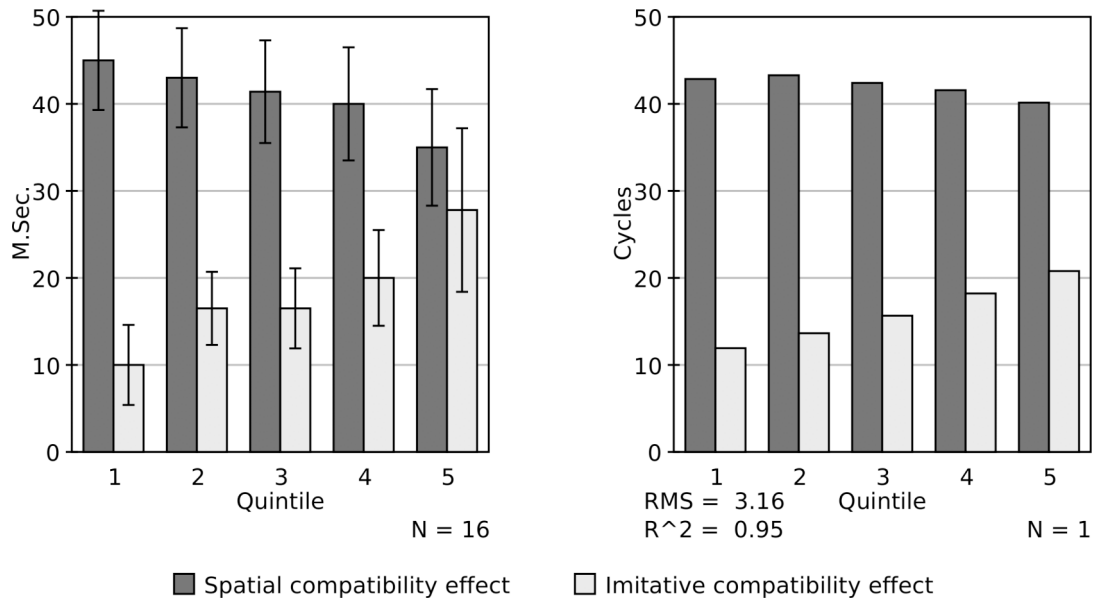 50
40
30
20
10
0
M.Sec.
1 2 3 4 5
Quintile
N = 16
50
40
30
20
10
0
Cycles
1 2 3 4 5
RMS = 3.16 Quintile
R^2 = 0.95 N = 1
Spatial compatibility effect Imitative compatibility effect